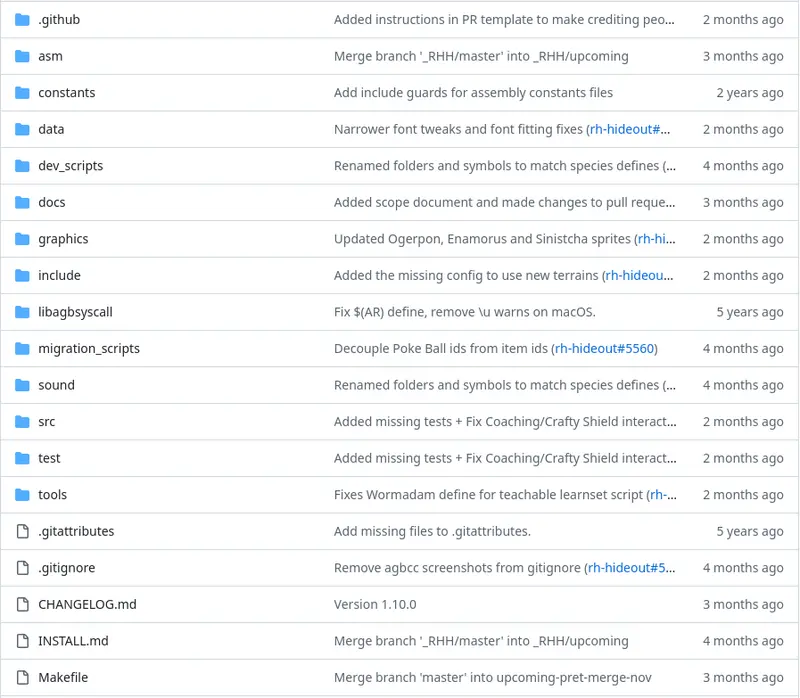 .github Added instructions in PR template to make crediting peo... 2 months ago
asm Merge branch '_RHH/master' into _RHH/upcoming 3 months ago
constants Add include guards for assembly constants files 2 years ago
data Narrower font tweaks and font fitting fixes (rh-hideout#... 2 months ago
dev_scripts Renamed folders and symbols to match species defines (... 4 months ago
docs Added scope document and made changes to pull reque... 3 months ago
graphics Updated Ogerpon, Enamorus and Sinistcha sprites (rh-hi... 2 months ago
include Added the missing config to use new terrains (rh-hideou... 2 months ago
libagbsyscall Fix $(AR) define, remove \u warns on macOS. 5 years ago
migration_scripts Decouple Poke Ball ids from item ids (rh-hideout#5560) 4 months ago
sound Renamed folders and symbols to match species defines (... 4 months ago
src Added missing tests + Fix Coaching/Crafty Shield interact... 2 months ago
test Added missing tests + Fix Coaching/Crafty Shield interact... 2 months ago
tools Fixes Wormadam define for teachable learnset script (rh-... 2 months ago
.gitattributes Add missing files to .gitattributes. 5 years ago
.gitignore Remove agbcc screenshots from gitignore (rh-hideout#5... 4 months ago
CHANGELOG.md Version 1.10.0 3 months ago
INSTALL.md Merge branch '_RHH/master' into _RHH/upcoming 4 months ago
Makefile Merge branch 'master' into upcoming-pret-merge-nov 3 months ago